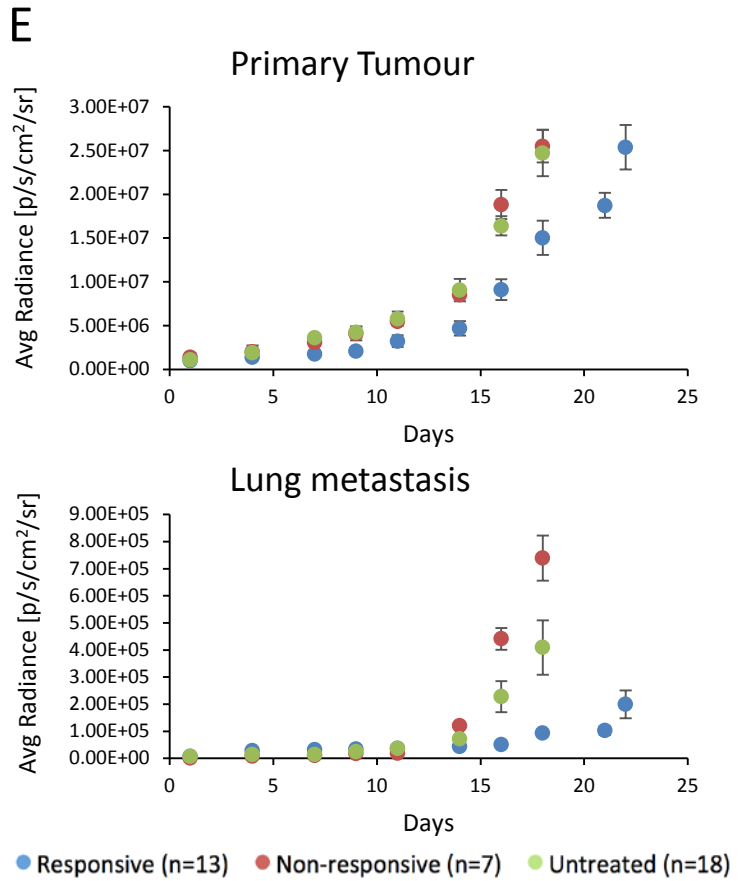 E
Primary Tumour
Avg Radiance [p/s/cm²/sr]
3.00E+07
2.50E+07
2.00E+07
1.50E+07
1.00E+07
5.00E+06
0.00E+00
0 5 10 15 20 25
Days
Lung metastasis
Avg Radiance [p/s/cm²/sr]
9.00E+05
8.00E+05
7.00E+05
6.00E+05
5.00E+05
4.00E+05
3.00E+05
2.00E+05
1.00E+05
0.00E+00
0 5 10 15 20 25
Days
Responsive (n=13) Non-responsive (n=7) Untreated (n=18)